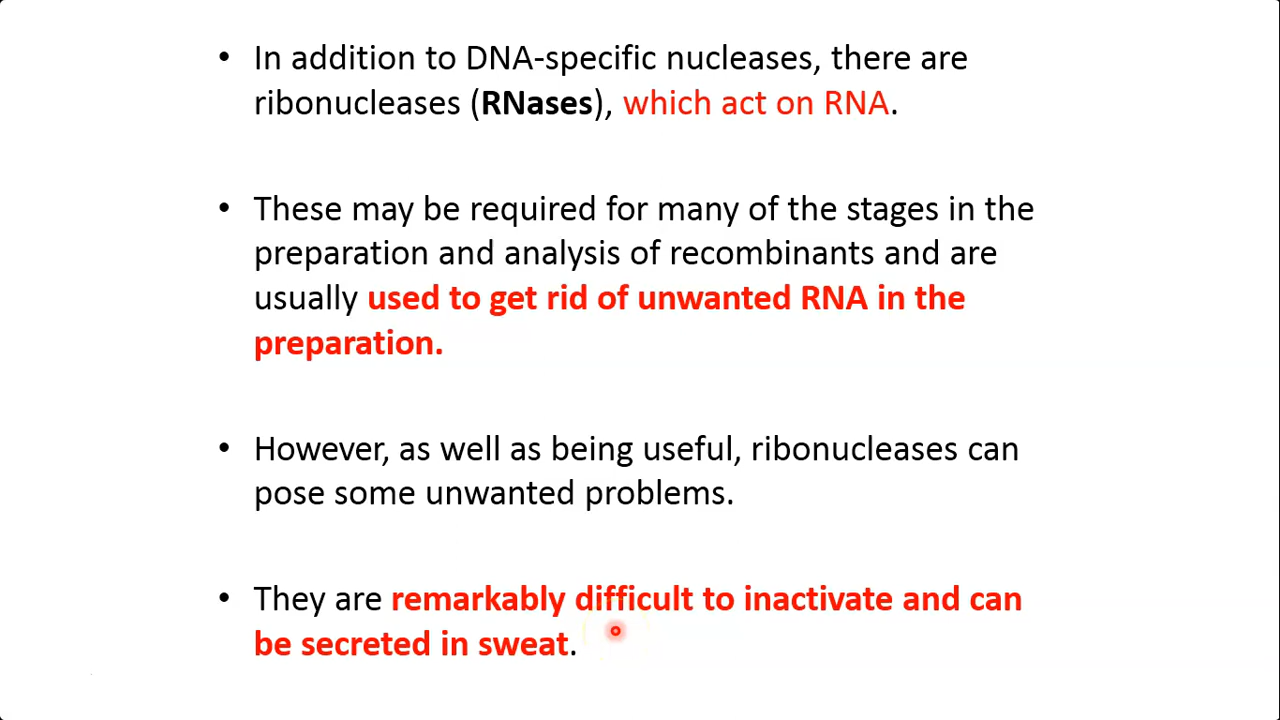 • In addition to DNA-specific nucleases, there are
ribonucleases (RNases), which act on RNA.
• These may be required for many of the stages in the
preparation and analysis of recombinants and are
usually used to get rid of unwanted RNA in the
preparation.
• However, as well as being useful, ribonucleases can
pose some unwanted problems.
• They are remarkably difficult to inactivate and can
be secreted in sweat.